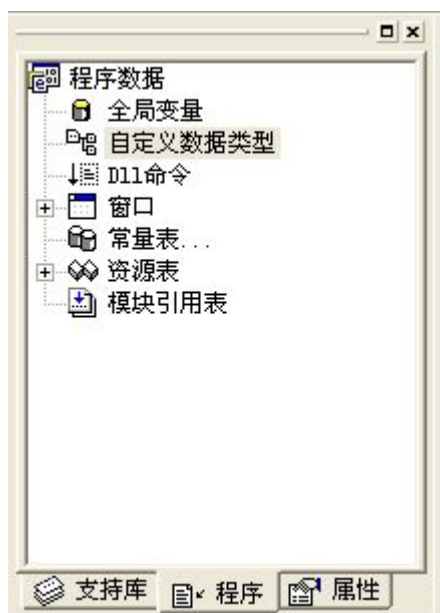 程序数据
全局变量
自定义数据类型
Dll命令
窗口
常量表...
资源表
模块引用表
支持库 程序 属性